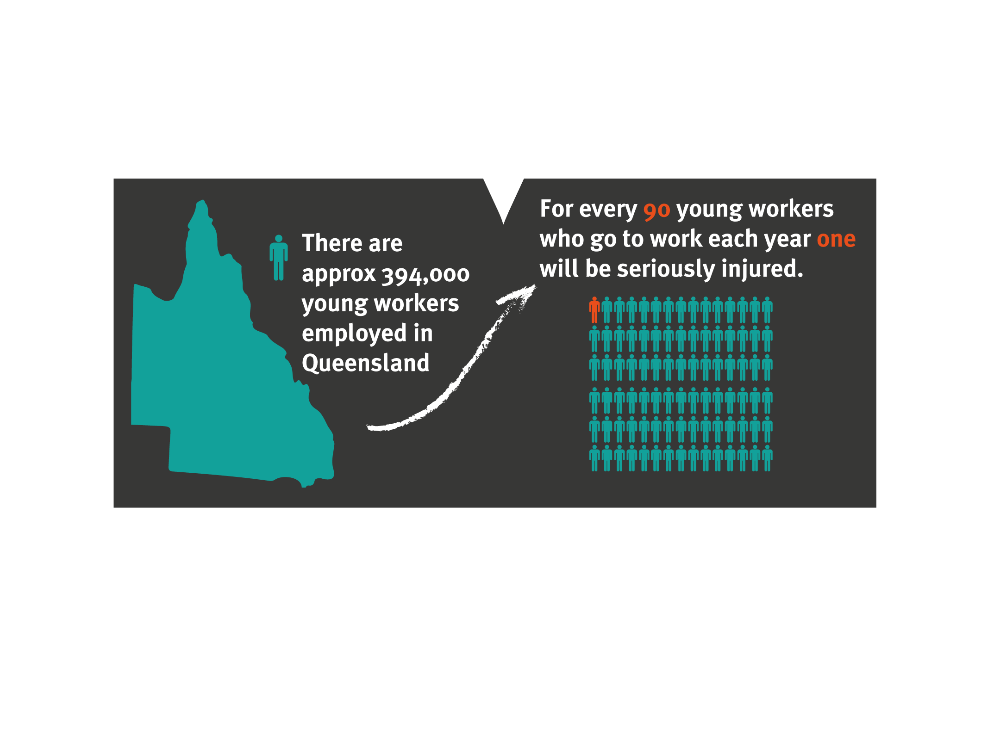 There are
approx 394,000
young workers
employed in
Queensland
For every 90 young workers
who go to work each year one
will be seriously injured.